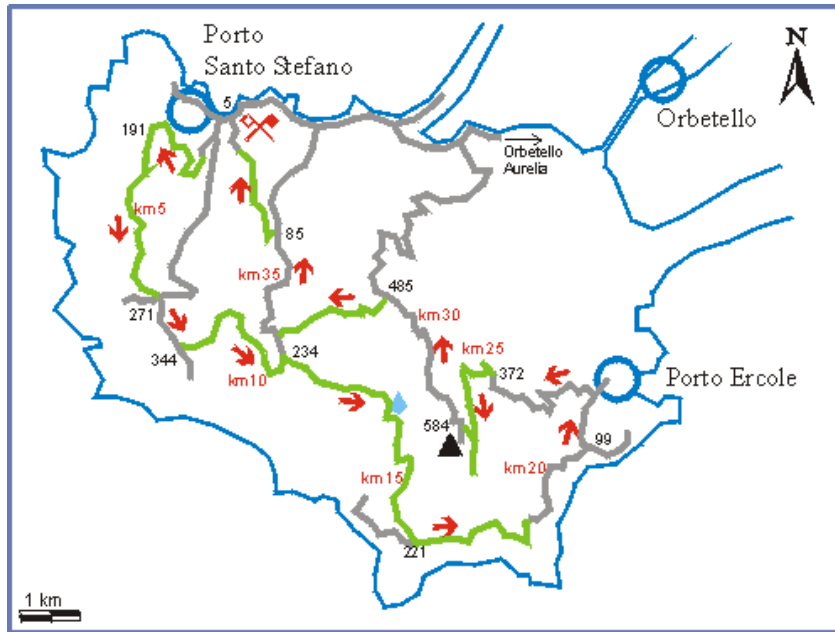 Porto
Santo Stefano
N
5
191
Orbetello
Orbetello
Aurelia
km5
85
km35
485
271
km30
344
234
km25
372
km10
Porto Ercole
584
99
km15
km20
221
1 km